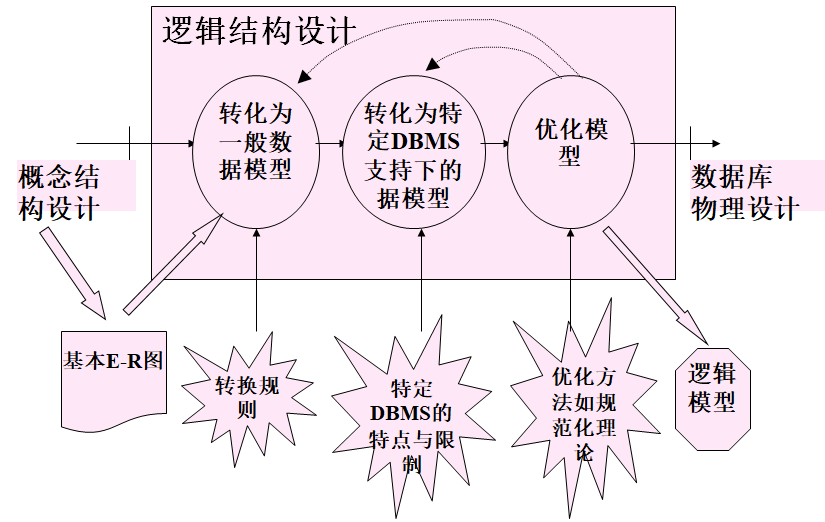 逻辑结构设计
转化为
一般数
据模型
转化为特
定DBMS
支持下的
据模型
优化模
型
概念结
构设计
数据库
物理设计
基本E-R图
转换规
则
特定
DBMS的
特点与限
制
优化方
法如规
范化理
论
逻辑
模型